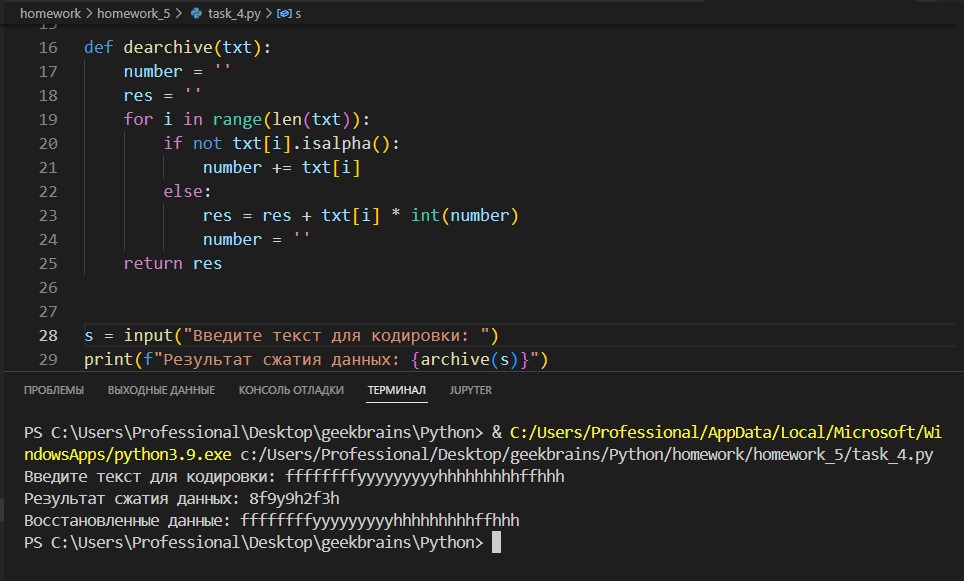 homework > homework_5 > task_4.py > s
15
16 def dearchive(txt):
17 number = ''
18 res = ''
19 for i in range(len(txt)):
20 if not txt[i].isalpha():
21 number += txt[i]
22 else:
23 res = res + txt[i] * int(number)
24 number = ''
25 return res
26
27
28 s = input("Введите текст для кодировки: ")
29 print(f"Результат сжатия данных: {archive(s)}")
ПРОБЛЕМЫ ВЫХОДНЫЕ ДАННЫЕ КОНСОЛЬ ОТЛАДКИ ТЕРМИНАЛ JUPYTER
PS C:\Users\Professional\Desktop\geekbrains\Python> & C:/Users/Professional/AppData/Local/Microsoft/Wi
ndowsApps/python3.9.exe c:/Users/Professional/Desktop/geekbrains/Python/homework/homework_5/task_4.py
Введите текст для кодировки: ffffffffyyyyyyyyyhhhhhhhhhffhhh
Результат сжатия данных: 8f9y9h2f3h
Восстановленные данные: ffffffffyyyyyyyyyhhhhhhhhhffhhh
PS C:\Users\Professional\Desktop\geekbrains\Python>